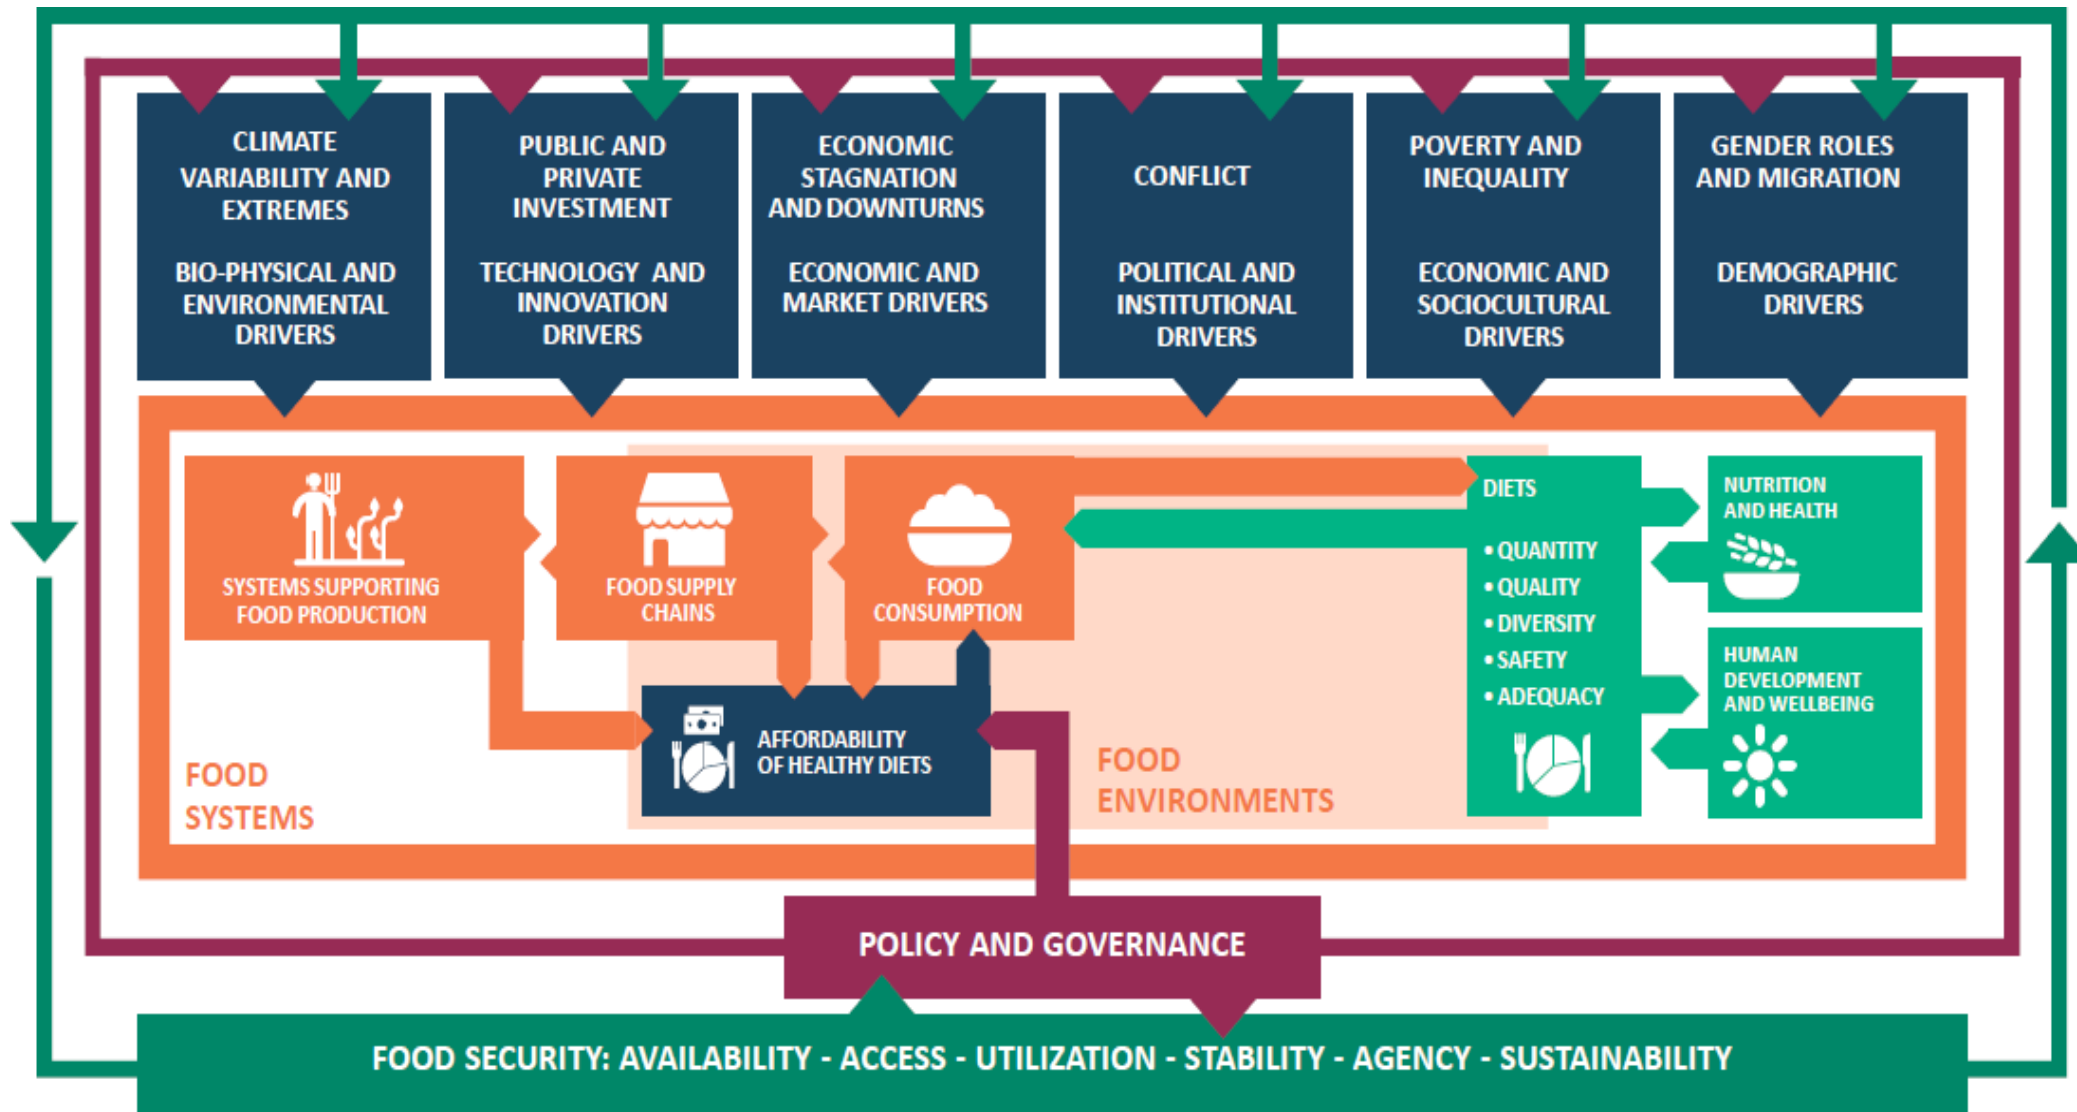 CLIMATE
VARIABILITY AND
EXTREMES
BIO-PHYSICAL AND
ENVIRONMENTAL
DRIVERS
PUBLIC AND
PRIVATE
INVESTMENT
TECHNOLOGY AND
INNOVATION
DRIVERS
ECONOMIC
STAGNATION
AND DOWNTURNS
ECONOMIC AND
MARKET DRIVERS
CONFLICT
POLITICAL AND
INSTITUTIONAL
DRIVERS
POVERTY AND
INEQUALITY
ECONOMIC AND
SOCIOCULTURAL
DRIVERS
GENDER ROLES
AND MIGRATION
DEMOGRAPHIC
DRIVERS
SYSTEMS SUPPORTING
FOOD PRODUCTION
FOOD SUPPLY
CHAINS
FOOD
CONSUMPTION
DIETS
• QUANTITY
• QUALITY
• DIVERSITY
• SAFETY
• ADEQUACY
NUTRITION
AND HEALTH
HUMAN
DEVELOPMENT
AND WELLBEING
AFFORDABILITY
OF HEALTHY DIETS
FOOD
SYSTEMS
FOOD
ENVIRONMENTS
POLICY AND GOVERNANCE
FOOD SECURITY: AVAILABILITY - ACCESS - UTILIZATION - STABILITY - AGENCY - SUSTAINABILITY